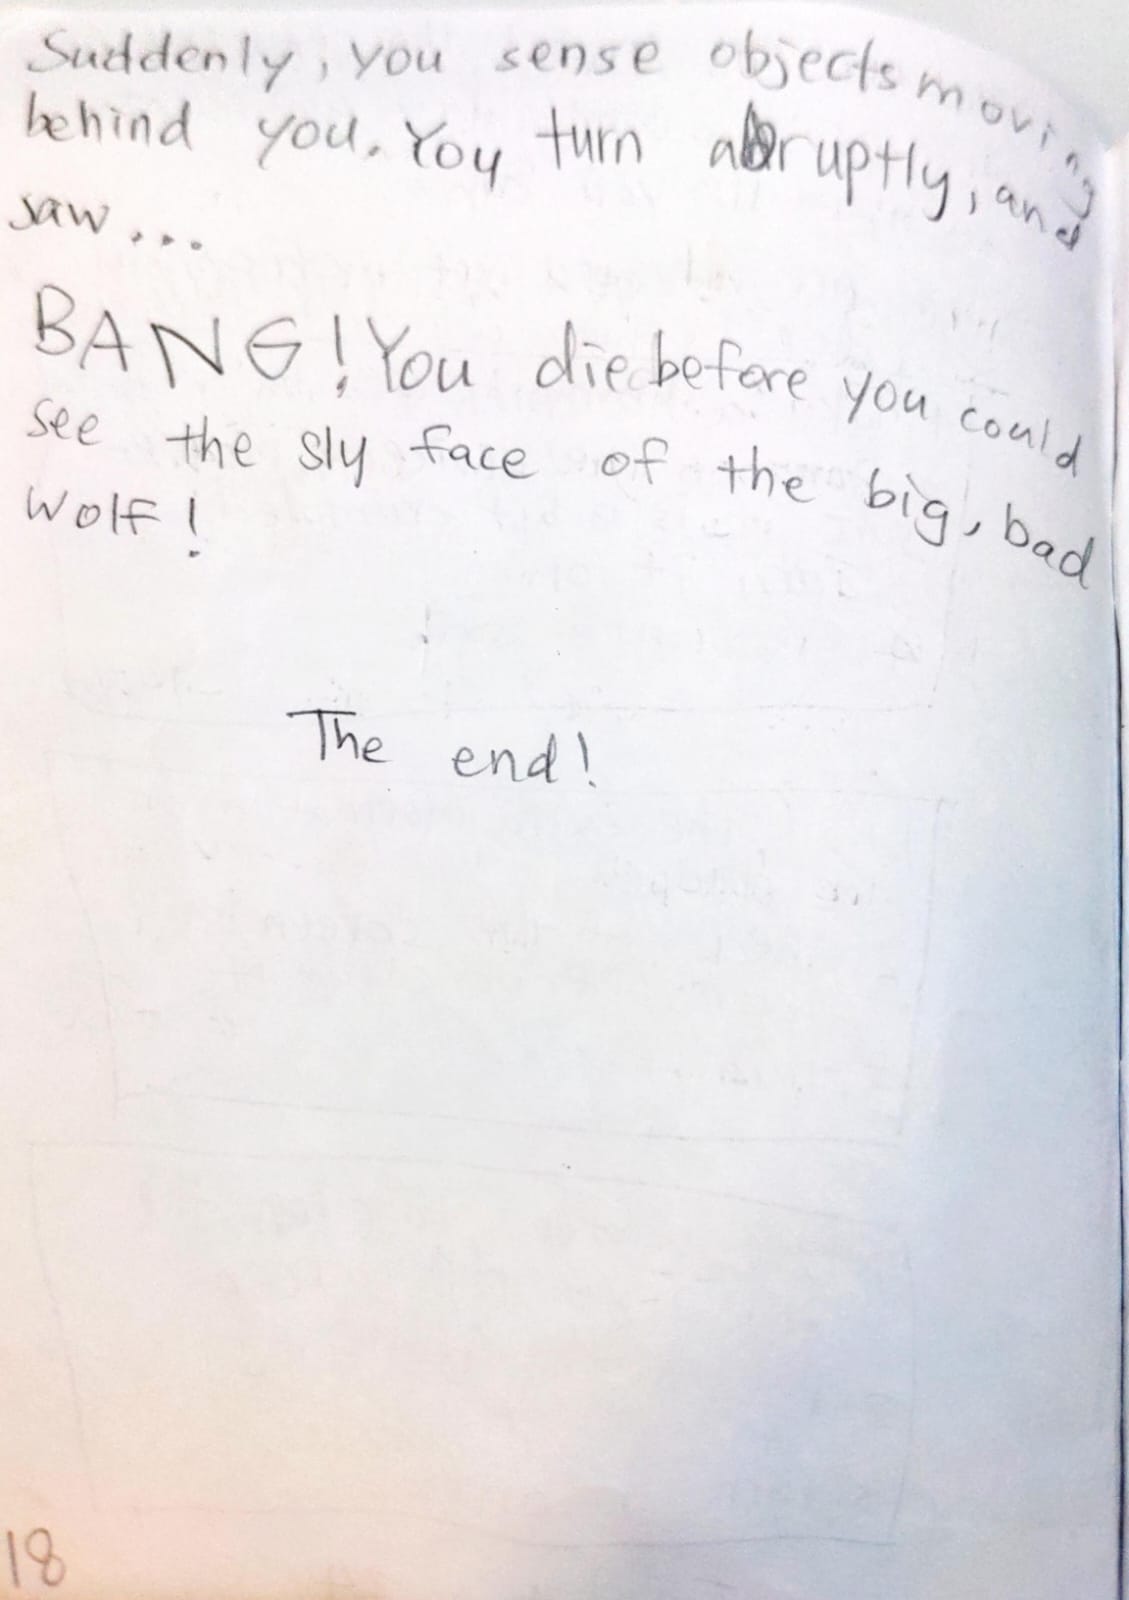 Suddenly, you sense objects moving
behind you. You turn abruptly, and
saw...
BANG! You die before you could
see the sly face of the big, bad
wolf!
The end!
18